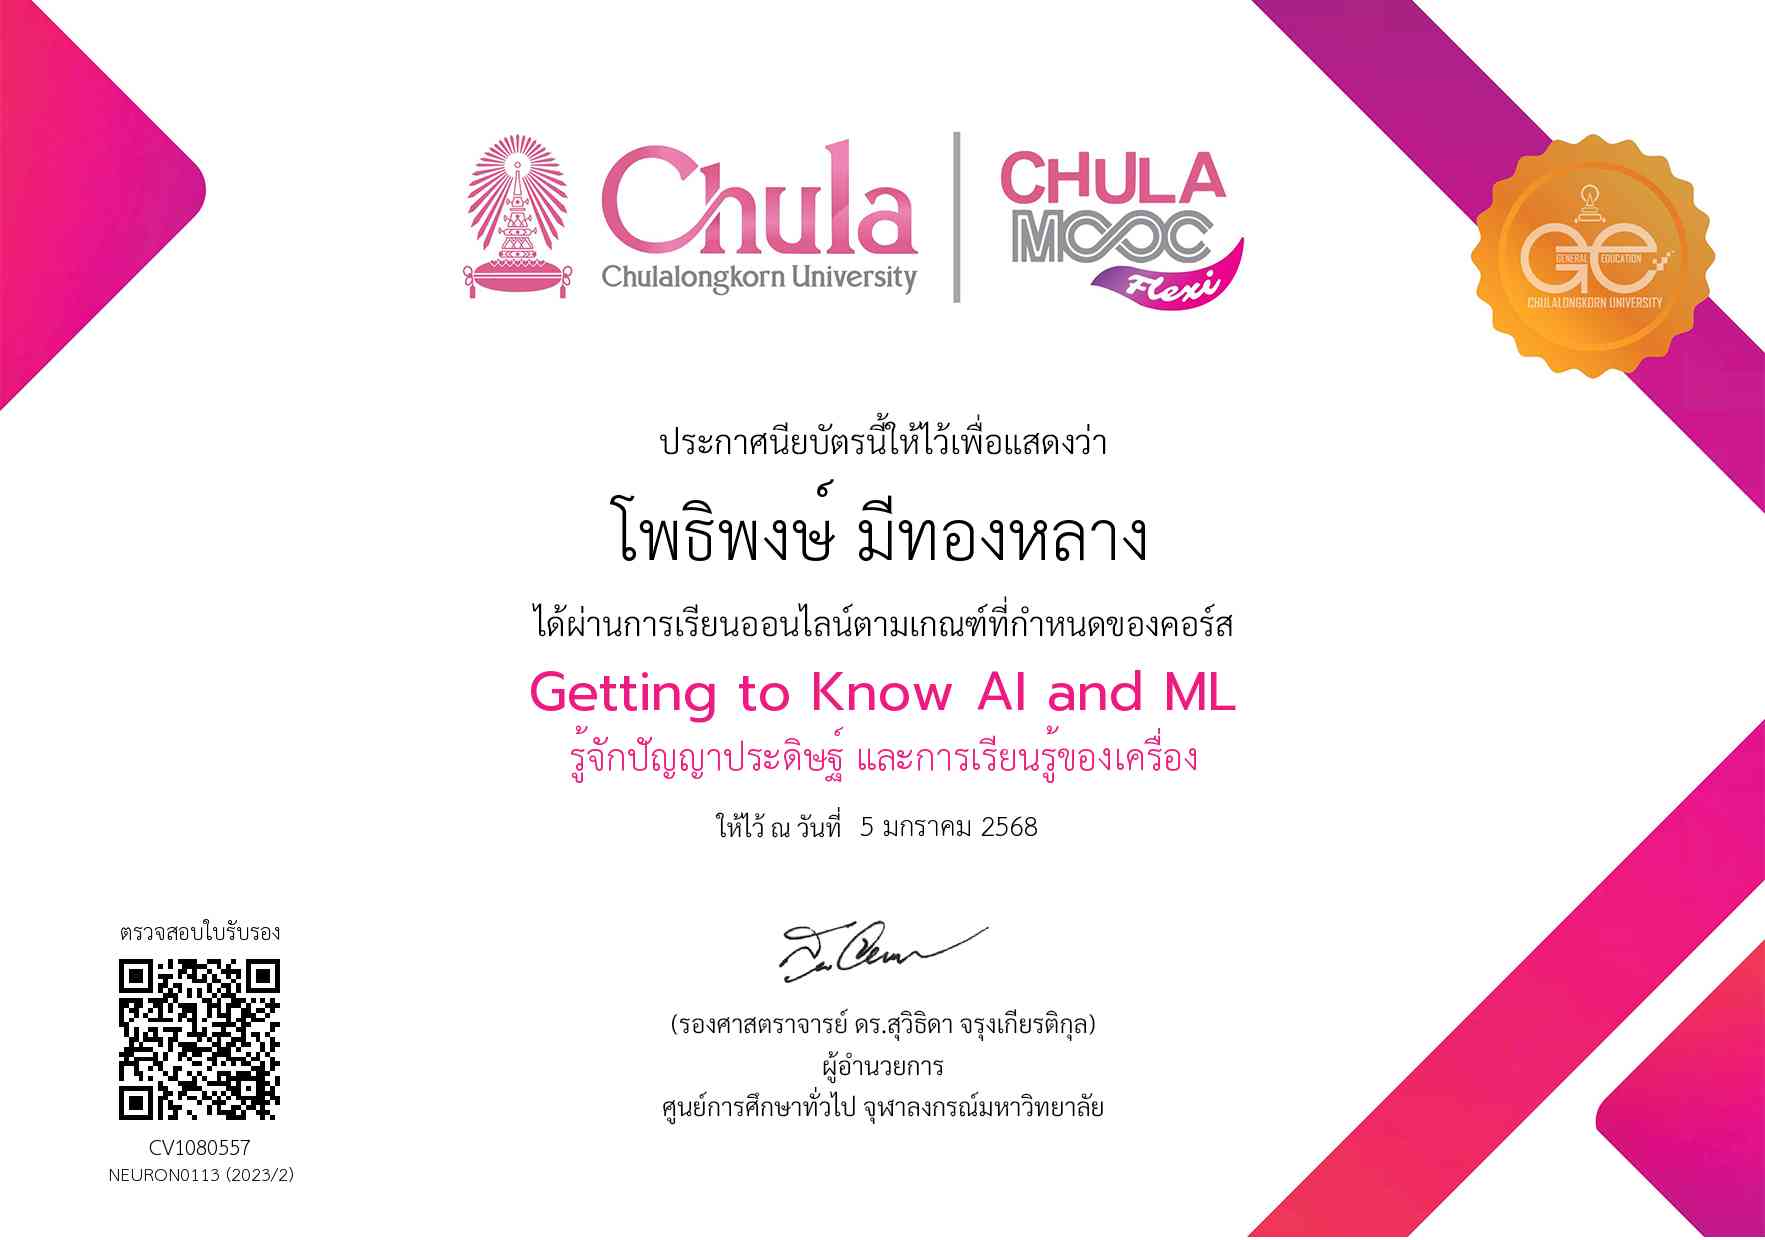 Chula
Chulalongkorn University
CHULA
MOOC
Flexi
GE
GENERAL EDUCATION
CHULALONGKORN UNIVERSITY
ประกาศนียบัตรนี้ให้ไว้เพื่อแสดงว่า
โพธิพงษ์ มีทองหลาง
ได้ผ่านการเรียนออนไลน์ตามเกณฑ์ที่กำหนดของคอร์ส
Getting to Know AI and ML
รู้จักปัญญาประดิษฐ์ และการเรียนรู้ของเครื่อง
ให้ไว้ ณ วันที่ 5 มกราคม 2568
ตรวจสอบใบรับรอง
CV1080557
NEURON0113 (2023/2)
(รองศาสตราจารย์ ดร.สุวิธิดา จรุงเกียรติกุล)
ผู้อำนวยการ
ศูนย์การศึกษาทั่วไป จุฬาลงกรณ์มหาวิทยาลัย